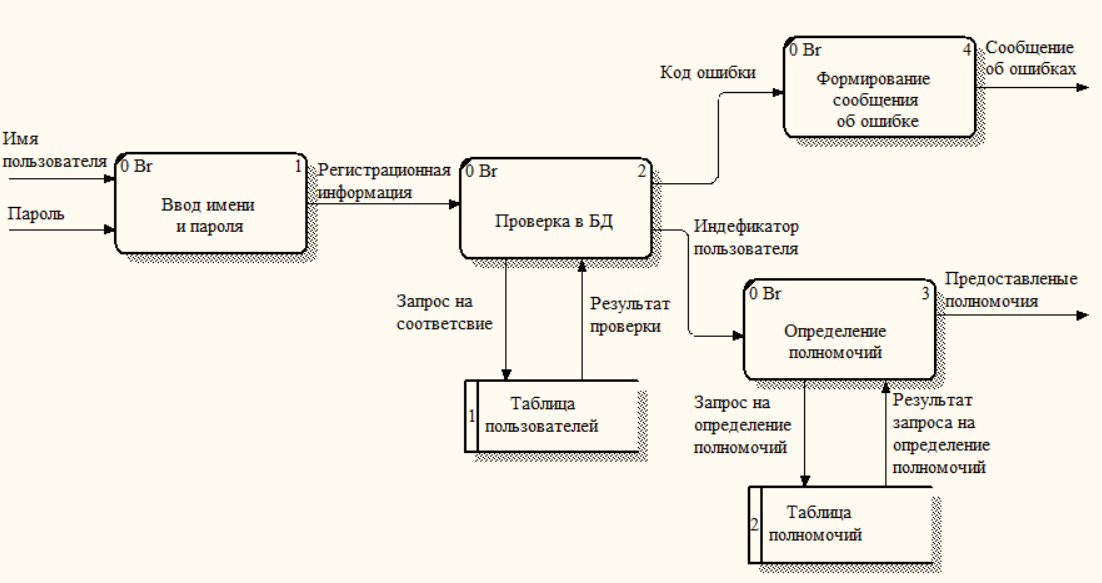 0 Br 4
Формирование
сообщения
об ошибке
Сообщение
об ошибках
Код ошибки
Имя
пользователя
Пароль
0 Br 1
Ввод имени
и пароля
Регистрационная
информация
0 Br 2
Проверка в БД
Индефикатор
пользователя
Запрос на
соответсвие
Результат
проверки
1
Таблица
пользователей
0 Br 3
Определение
полномочий
Предоставленые
полномочия
Запрос на
определение
полномочий
Результат
запроса на
определение
полномочий
2
Таблица
полномочий